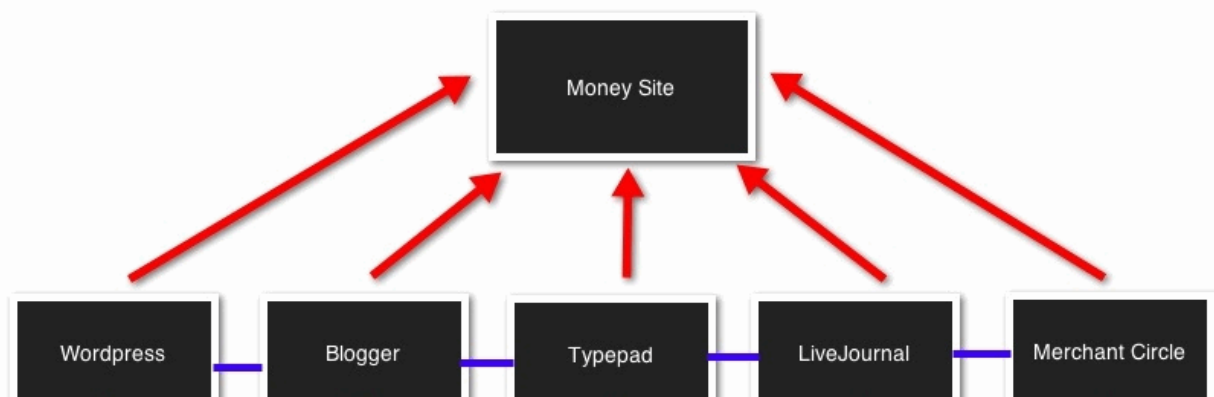 Money Site
Wordpress
Blogger
Typepad
LiveJournal
Merchant Circle